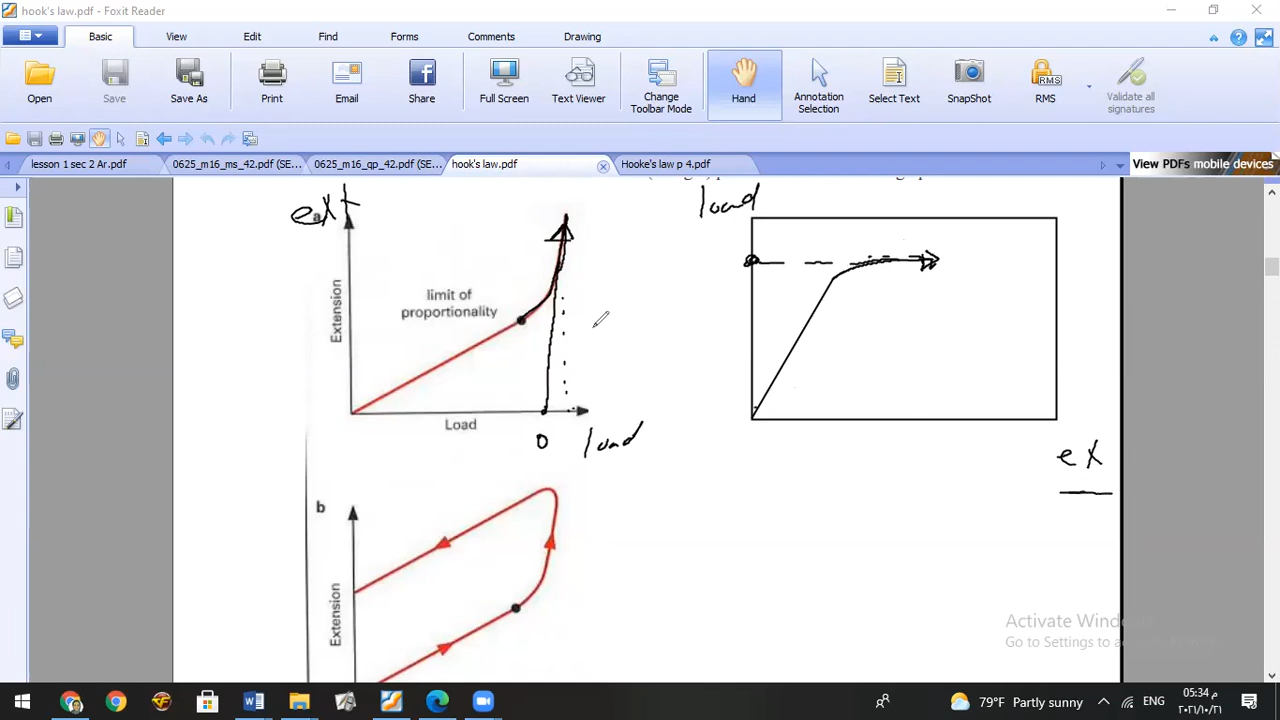 hook's law.pdf - Foxit Reader
Basic View Edit Find Forms Comments Drawing
Open Save Save As Print Email Share Full Screen Text Viewer Change Toolbar Mode Hand Annotation Selection Select Text SnapShot RMS Validate all signatures
lesson 1 sec 2 Ar.pdf 0625_m16_ms_42.pdf (SE... 0625_m16_qp_42.pdf (SE... hook's law.pdf Hooke's law p 4.pdf View PDFs mobile devices
ext
load
a
Extension
limit of
proportionality
Load
0
load
ex
b
Extension
Activate Windows
Go to Settings to
79°F Partly sunny ENG 05:34 م